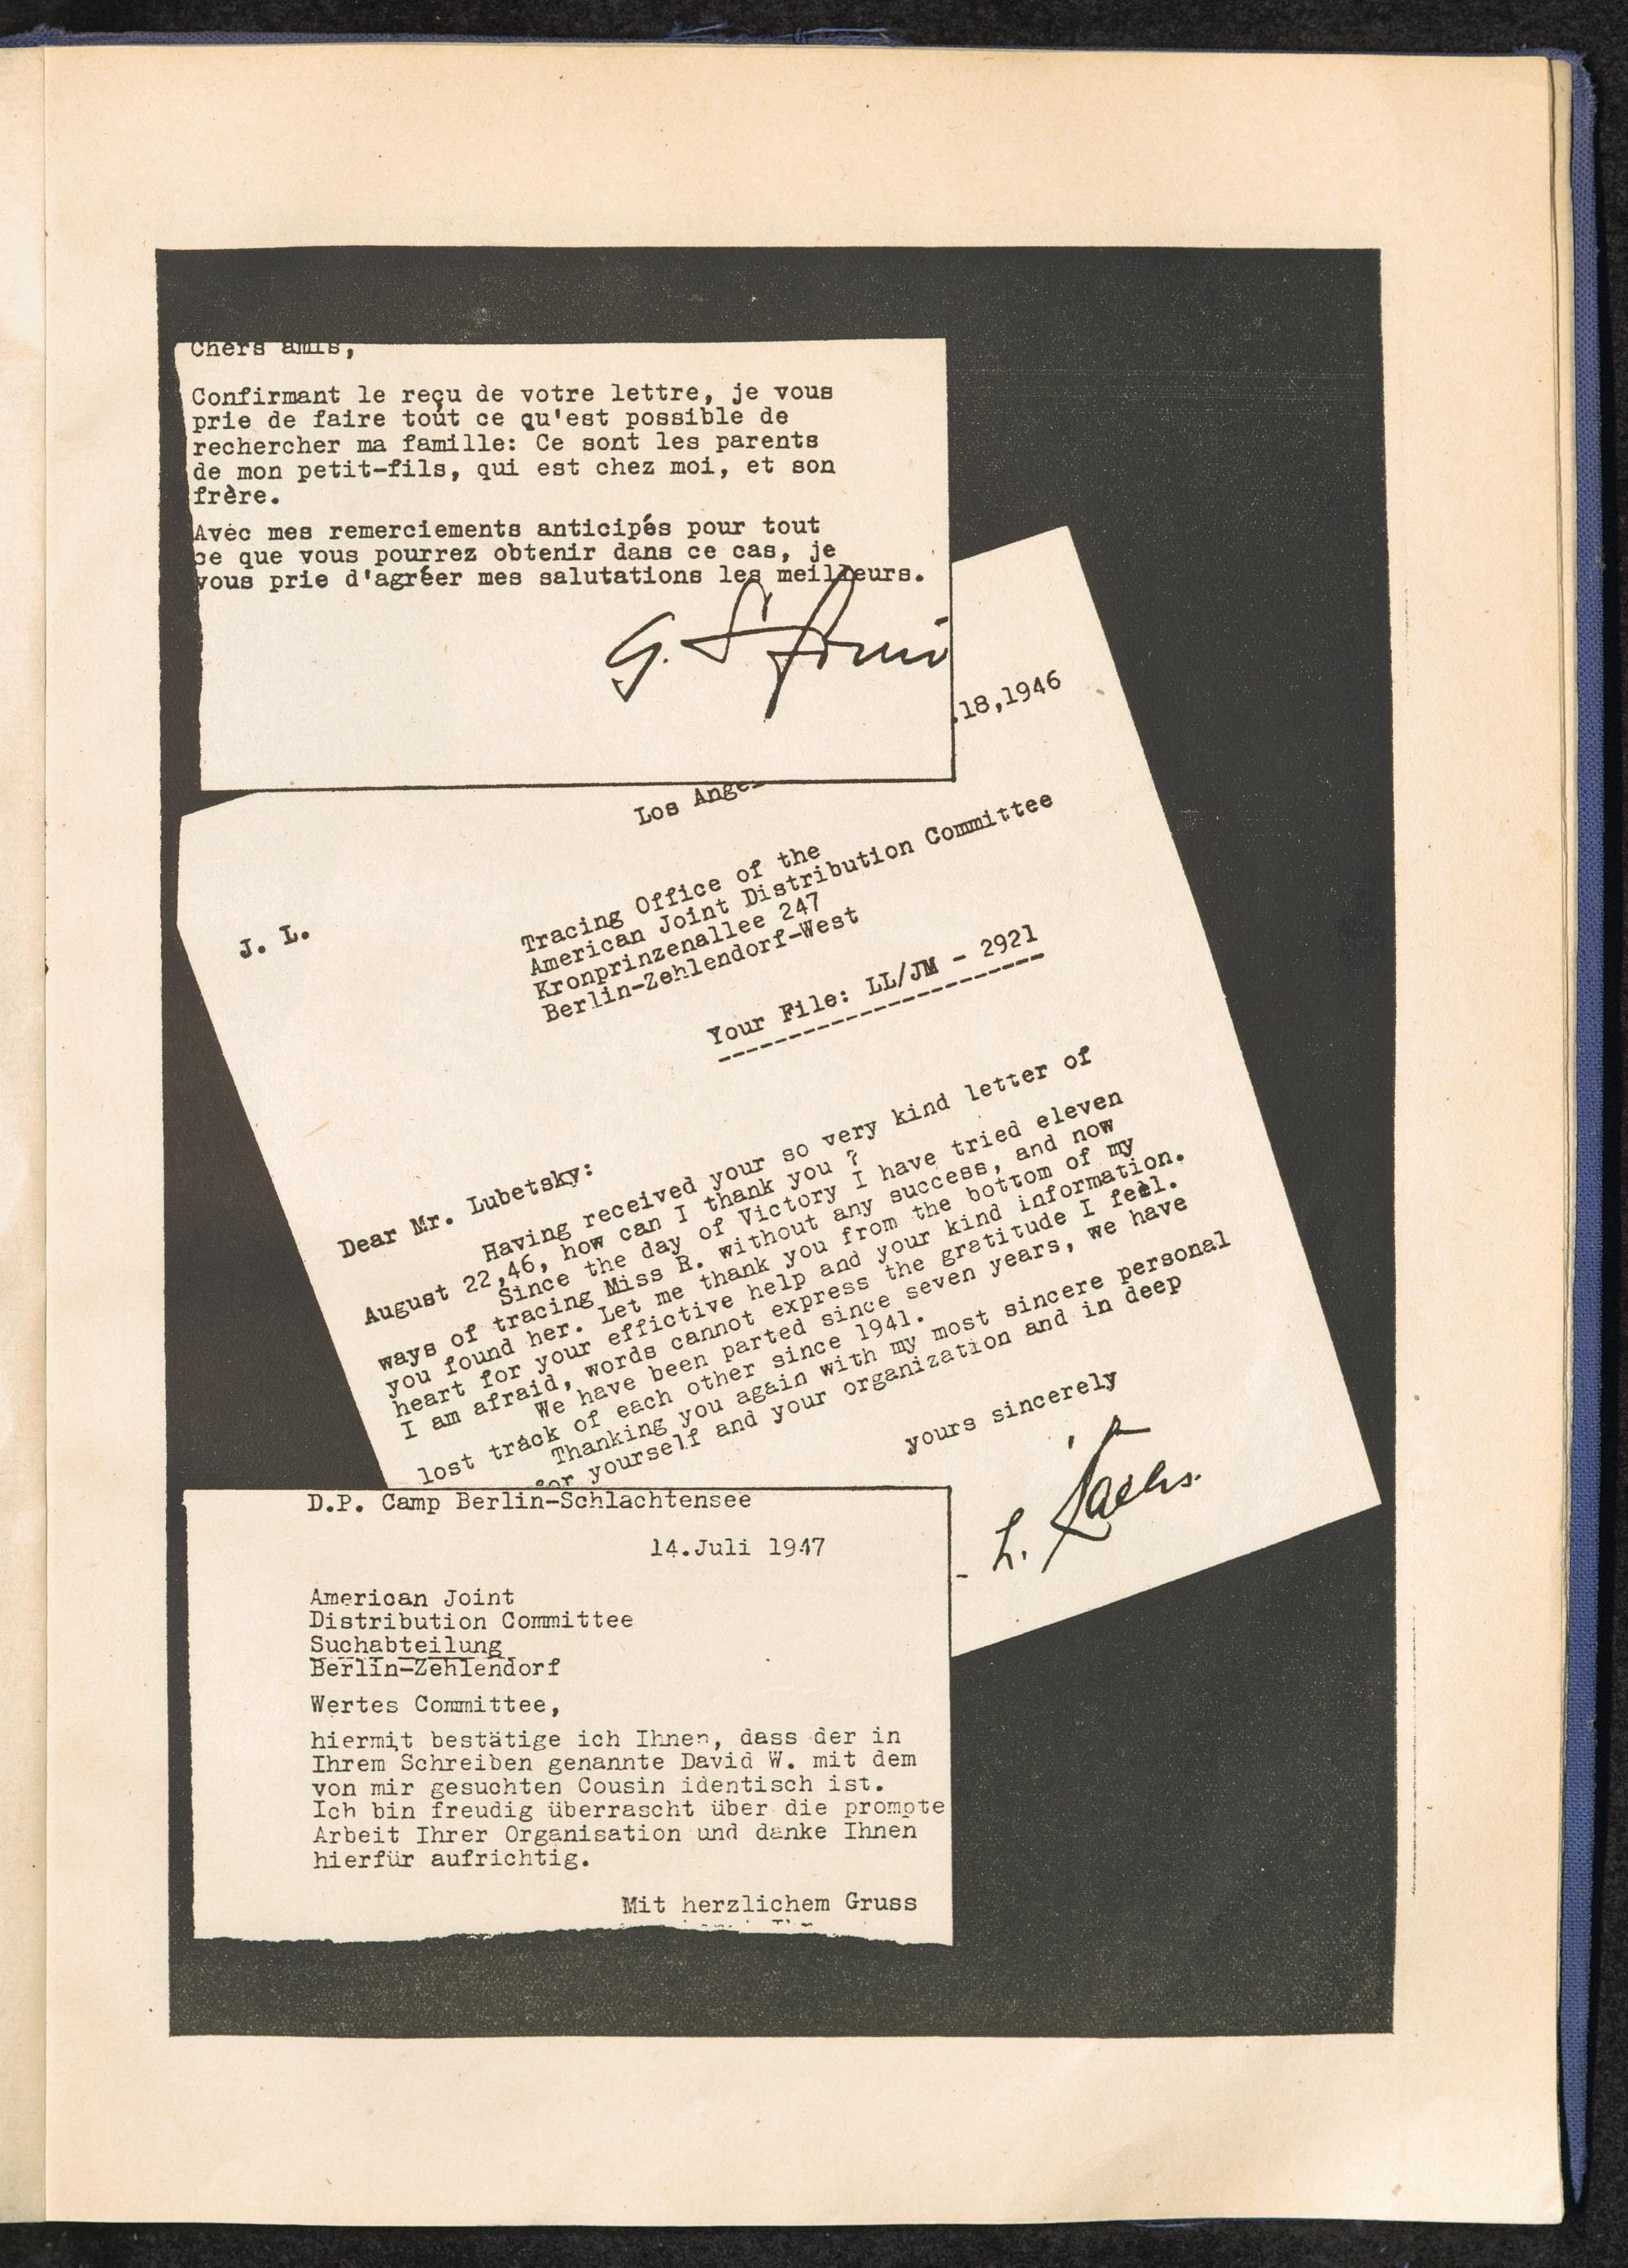 Chers amis,
Confirmant le reçu de votre lettre, je vous
prie de faire tout ce qu'est possible de
rechercher ma famille: Ce sont les parents
de mon petit-fils, qui est chez moi, et son
frère.
Avec mes remerciements anticipés pour tout
ce que vous pourrez obtenir dans ce cas, je
vous prie d'agréer mes salutations les meilleurs.
G.
.18,1946
Los Ange
J. L.
Tracing Office of the
American Joint Distribution Committee
Kronprinzenallee 247
Berlin-Zehlendorf-West
Your File: LL/JM - 2921
Dear Mr. Lubetsky:
Having received your so very kind letter of
August 22,46, how can I thank you ?
Since the day of Victory I have tried eleven
ways of tracing Miss R. without any success, and now
you found her. Let me thank you from the bottom of my
heart for your effictive help and your kind information.
I am afraid, words cannot express the gratitude I feel.
We have been parted since seven years, we have
lost track of each other since 1941.
Thanking you again with my most sincere personal
for yourself and your organization and in deep
yours sincerely
L. Sachs.
D.P. Camp Berlin-Schlachtensee
14.Juli 1947
American Joint
Distribution Committee
Suchabteilung
Berlin-Zehlendorf
Wertes Committee,
hiermit bestätige ich Ihnen, dass der in
Ihrem Schreiben genannte David W. mit dem
von mir gesuchten Cousin identisch ist.
Ich bin freudig überrascht über die prompte
Arbeit Ihrer Organisation und danke Ihnen
hierfür aufrichtig.
Mit herzlichem Gruss